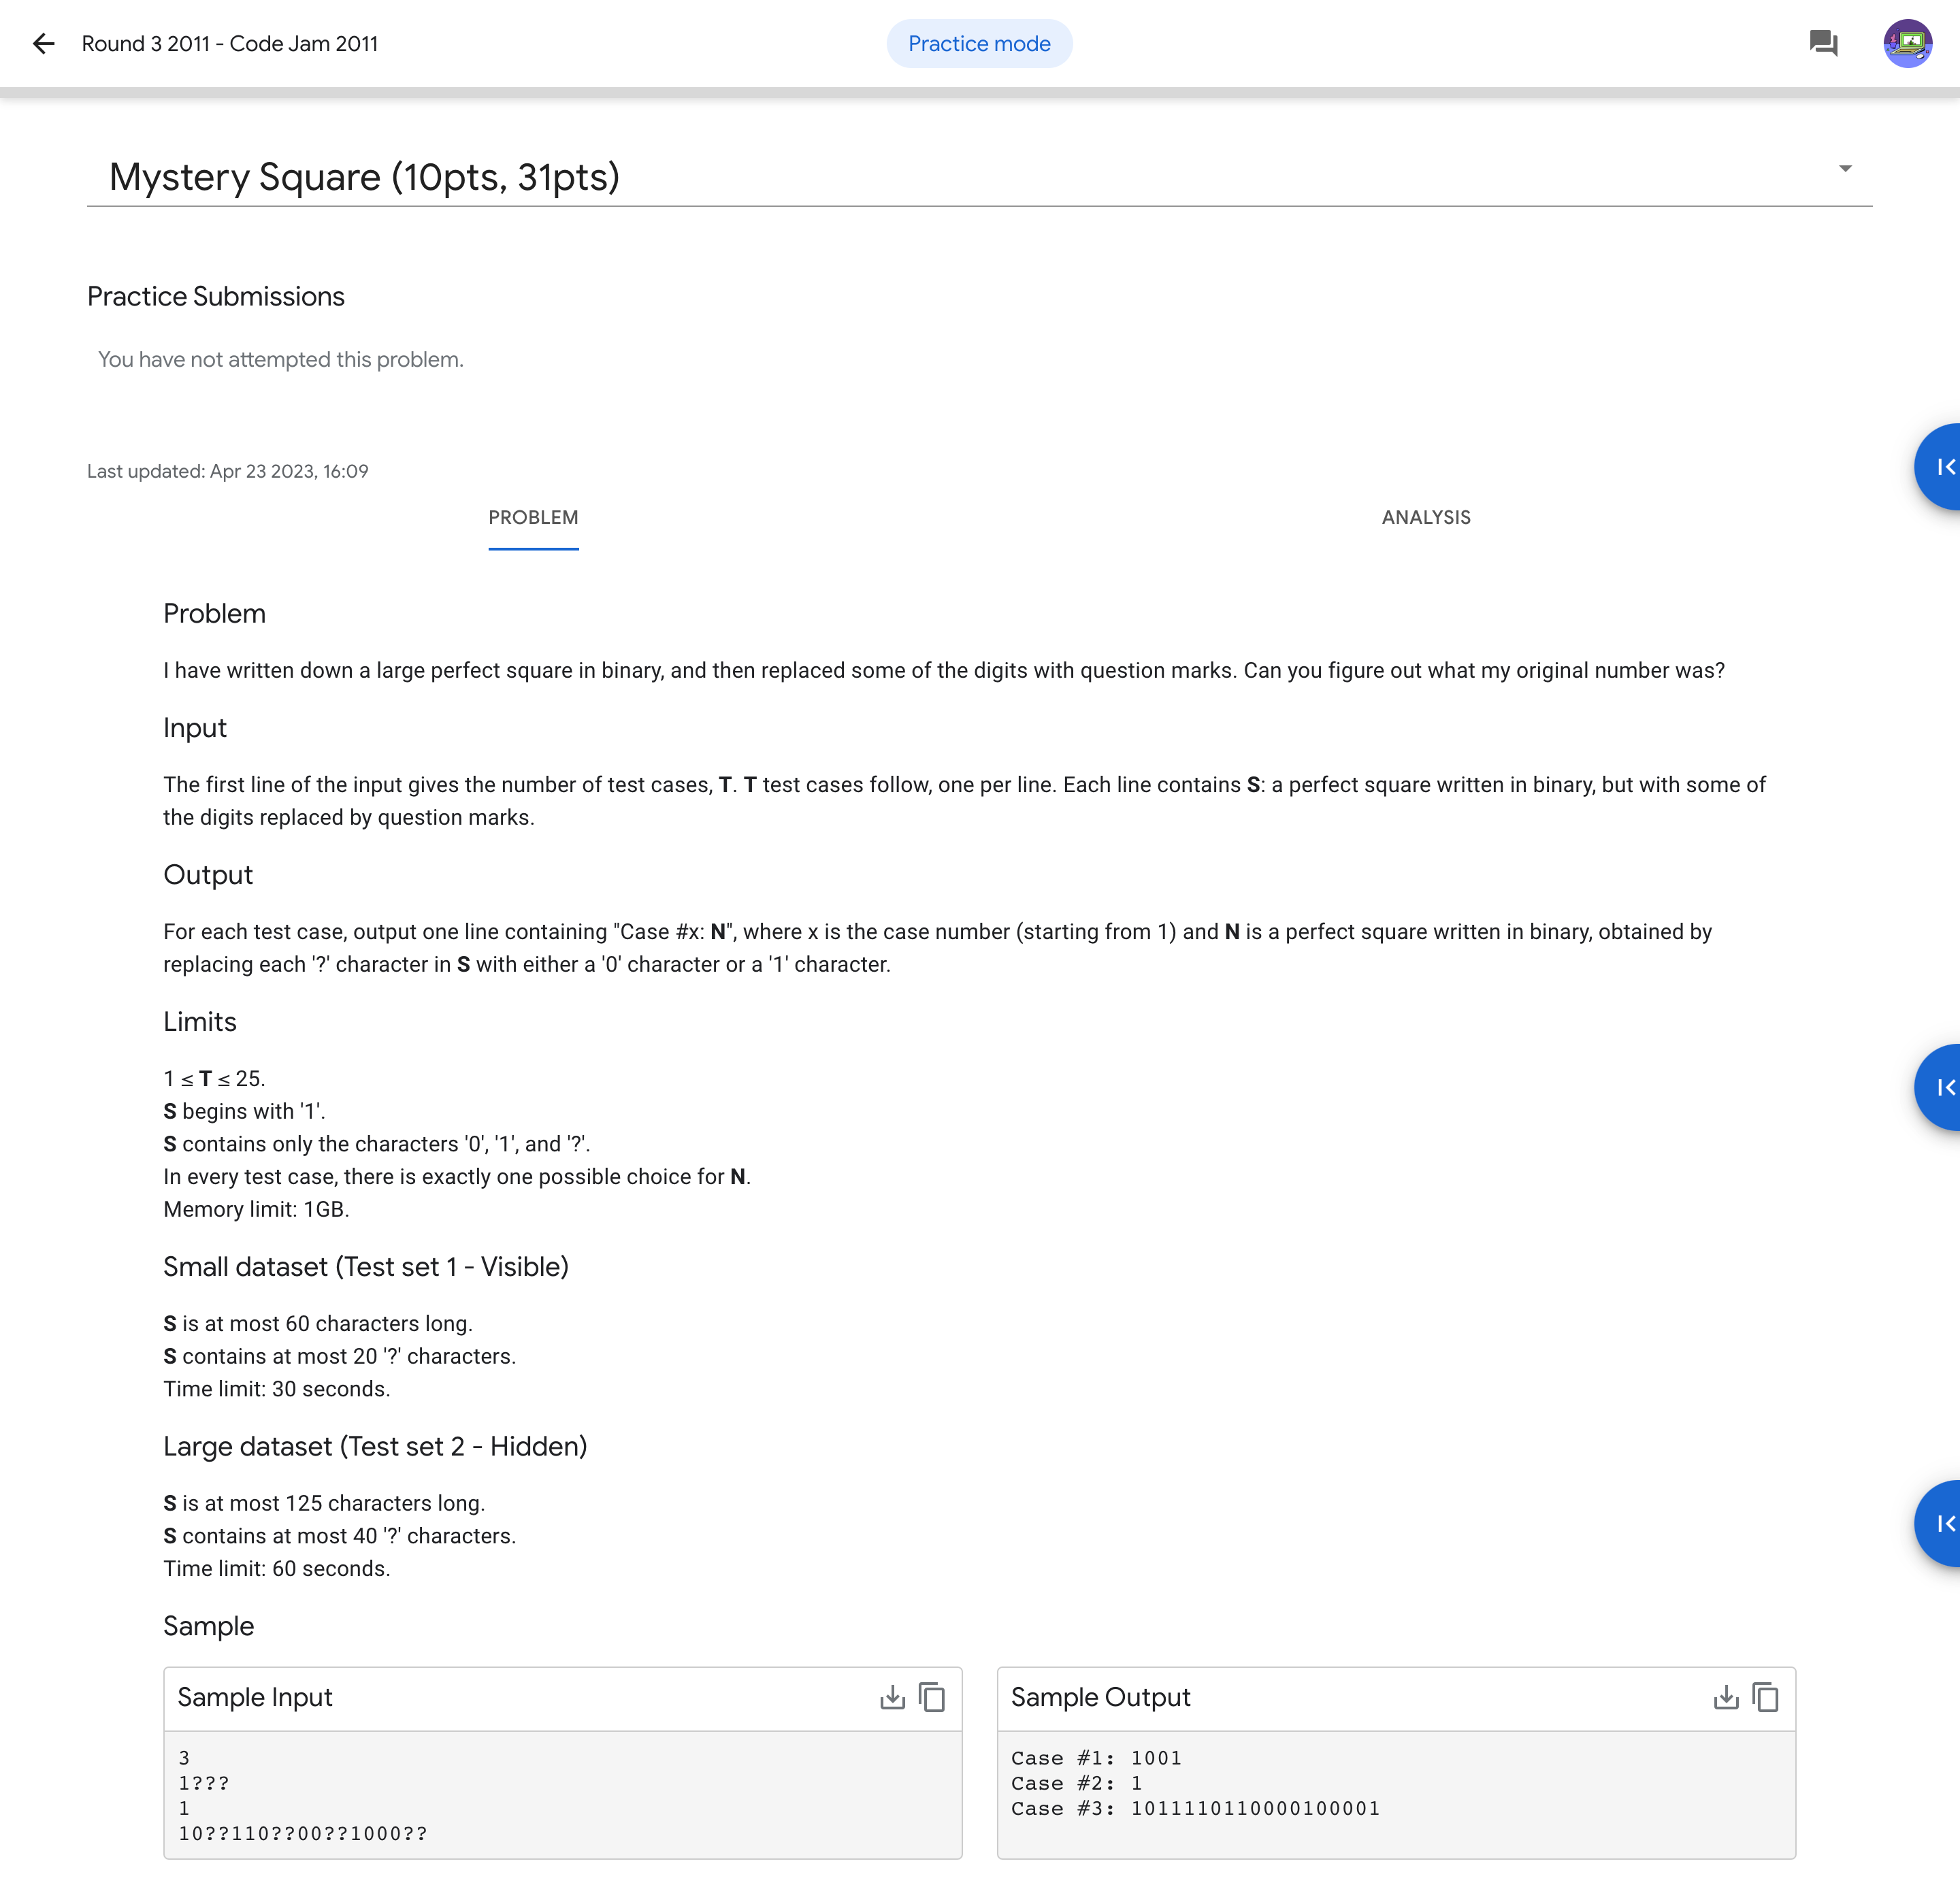 Round 3 2011 - Code Jam 2011
Practice mode
Mystery Square (10pts, 31pts)
Practice Submissions
You have not attempted this problem.
Last updated: Apr 23 2023, 16:09
PROBLEM
ANALYSIS
Problem
I have written down a large perfect square in binary, and then replaced some of the digits with question marks. Can you figure out what my original number was?
Input
The first line of the input gives the number of test cases, T. T test cases follow, one per line. Each line contains S: a perfect square written in binary, but with some of
the digits replaced by question marks.
Output
For each test case, output one line containing "Case #x: N", where x is the case number (starting from 1) and N is a perfect square written in binary, obtained by
replacing each '?' character in S with either a '0' character or a '1' character.
Limits
1 ≤ T ≤ 25.
S begins with '1'.
S contains only the characters '0', '1', and '?'.
In every test case, there is exactly one possible choice for N.
Memory limit: 1GB.
Small dataset (Test set 1 - Visible)
S is at most 60 characters long.
S contains at most 20 '?' characters.
Time limit: 30 seconds.
Large dataset (Test set 2 - Hidden)
S is at most 125 characters long.
S contains at most 40 '?' characters.
Time limit: 60 seconds.
Sample
Sample Input
3
1???
1
10??110??00??1000??
Sample Output
Case #1: 1001
Case #2: 1
Case #3: 1011110110000100001